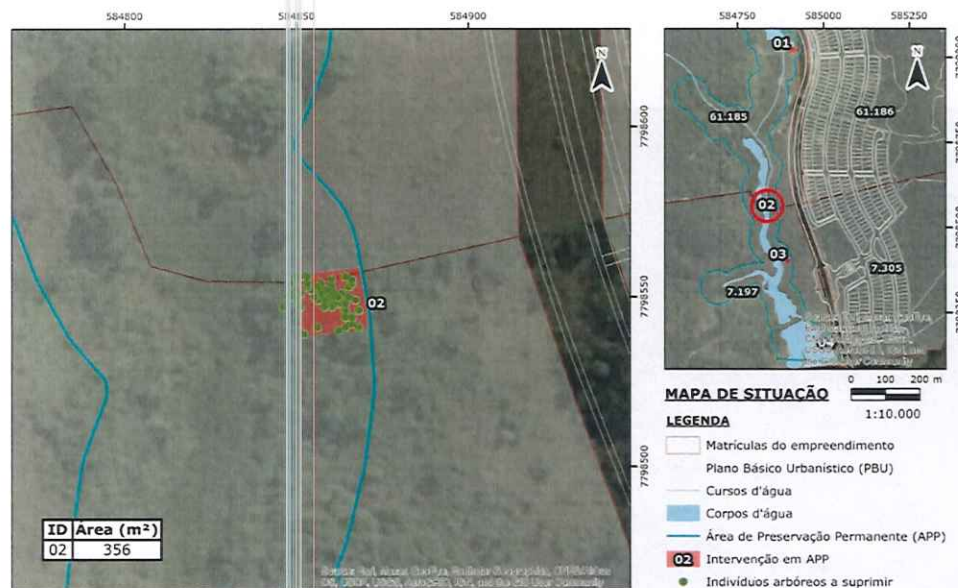 584800 584850 584900
7798600
7798550
7798500
02
ID Área (m²)
02 356
584750 585000 585250
N
N
01
61.185
61.186
02
03
7.305
7.197
MAPA DE SITUAÇÃO
0 100 200 m
1:10.000
LEGENDA
Matrículas do empreendimento
Plano Básico Urbanístico (PBU)
Cursos d'água
Corpos d'água
Área de Preservação Permanente (APP)
02 Intervenção em APP
Indivíduos arbóreos a suprimir